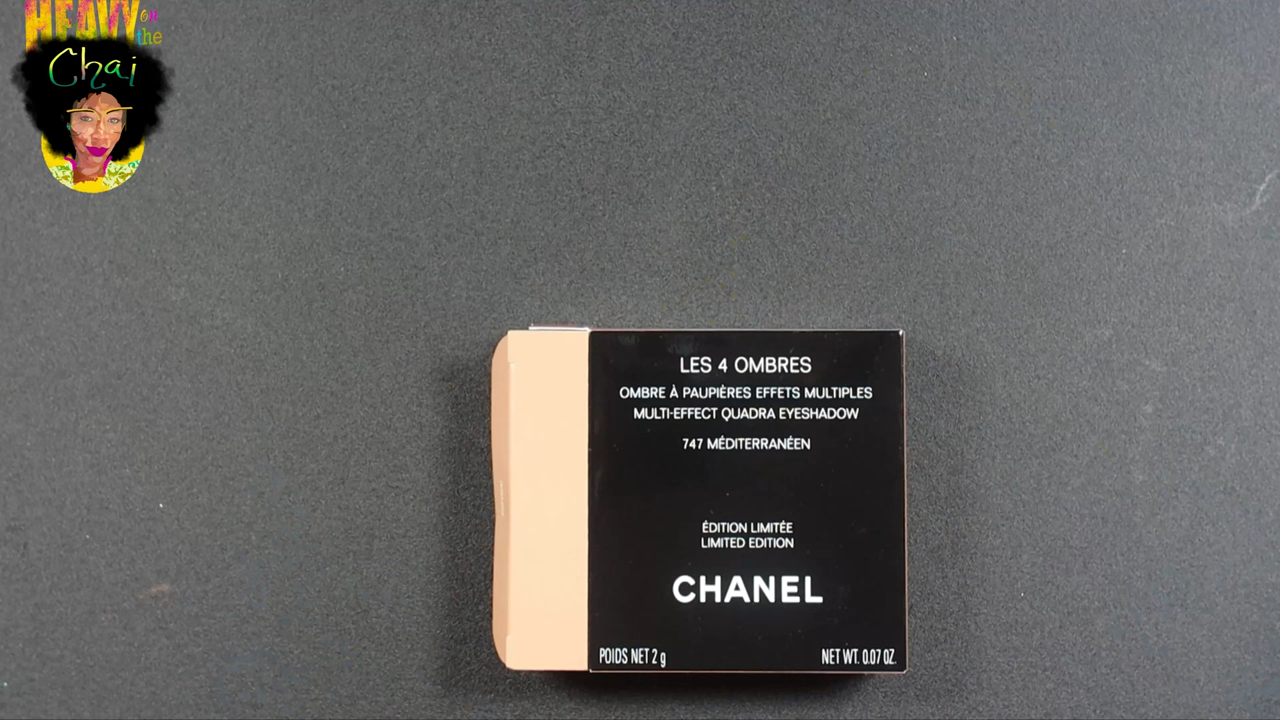 HEAVY on
the
Chai
LES 4 OMBRES
OMBRE À PAUPIÈRES EFFETS MULTIPLES
MULTI-EFFECT QUADRA EYESHADOW
747 MÉDITERRANÉEN
ÉDITION LIMITÉE
LIMITED EDITION
CHANEL
POIDS NET 2 g NET WT. 0.07 OZ.